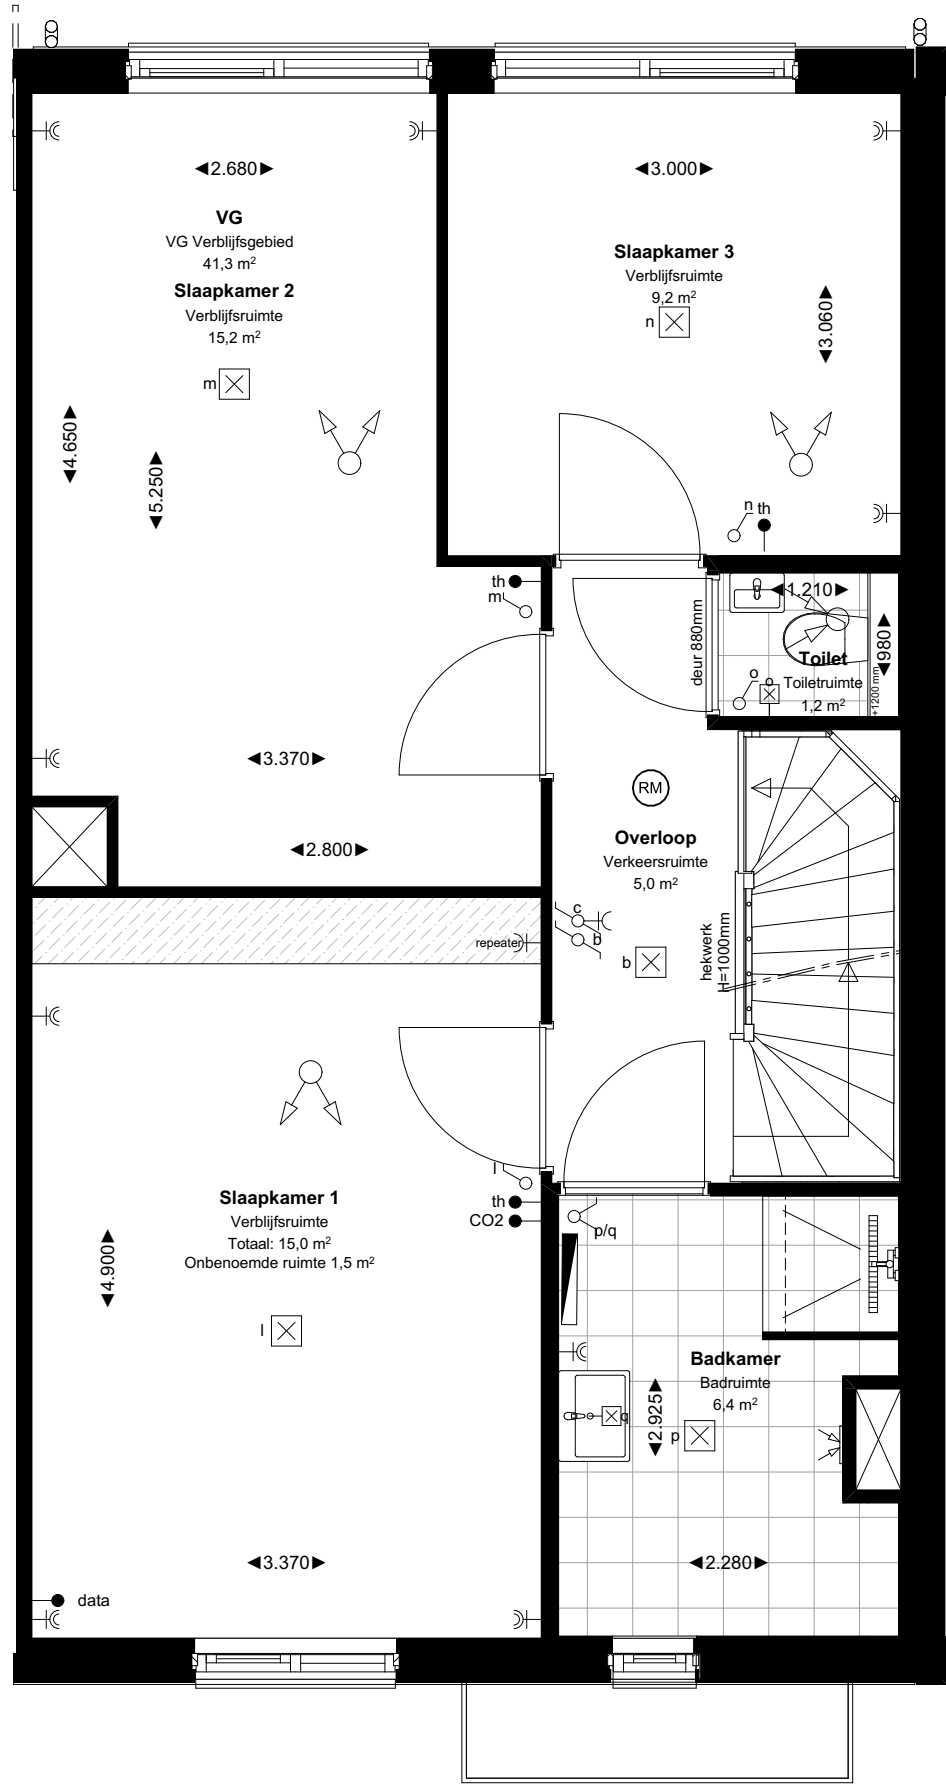 2.680
3.000
VG
VG Verblijfsgebied
41,3 m²
Slaapkamer 2
Verblijfsruimte
15,2 m²
m
Slaapkamer 3
Verblijfsruimte
9,2 m²
n
3.060
4.650
5.250
n
th
th
m
deur 880mm
1.210
980
Toilet
Toiletruimte
1,2 m²
o
o
+1200 mm
3.370
2.800
RM
Overloop
Verkeersruimte
5,0 m²
c
b
b
repeater
hekwerk
H=1000mm
l
th
CO2
Slaapkamer 1
Verblijfsruimte
Totaal: 15,0 m²
Onbenoemde ruimte 1,5 m²
4.900
l
p/q
Badkamer
Badruimte
6,4 m²
2.925
q
p
3.370
2.280
data